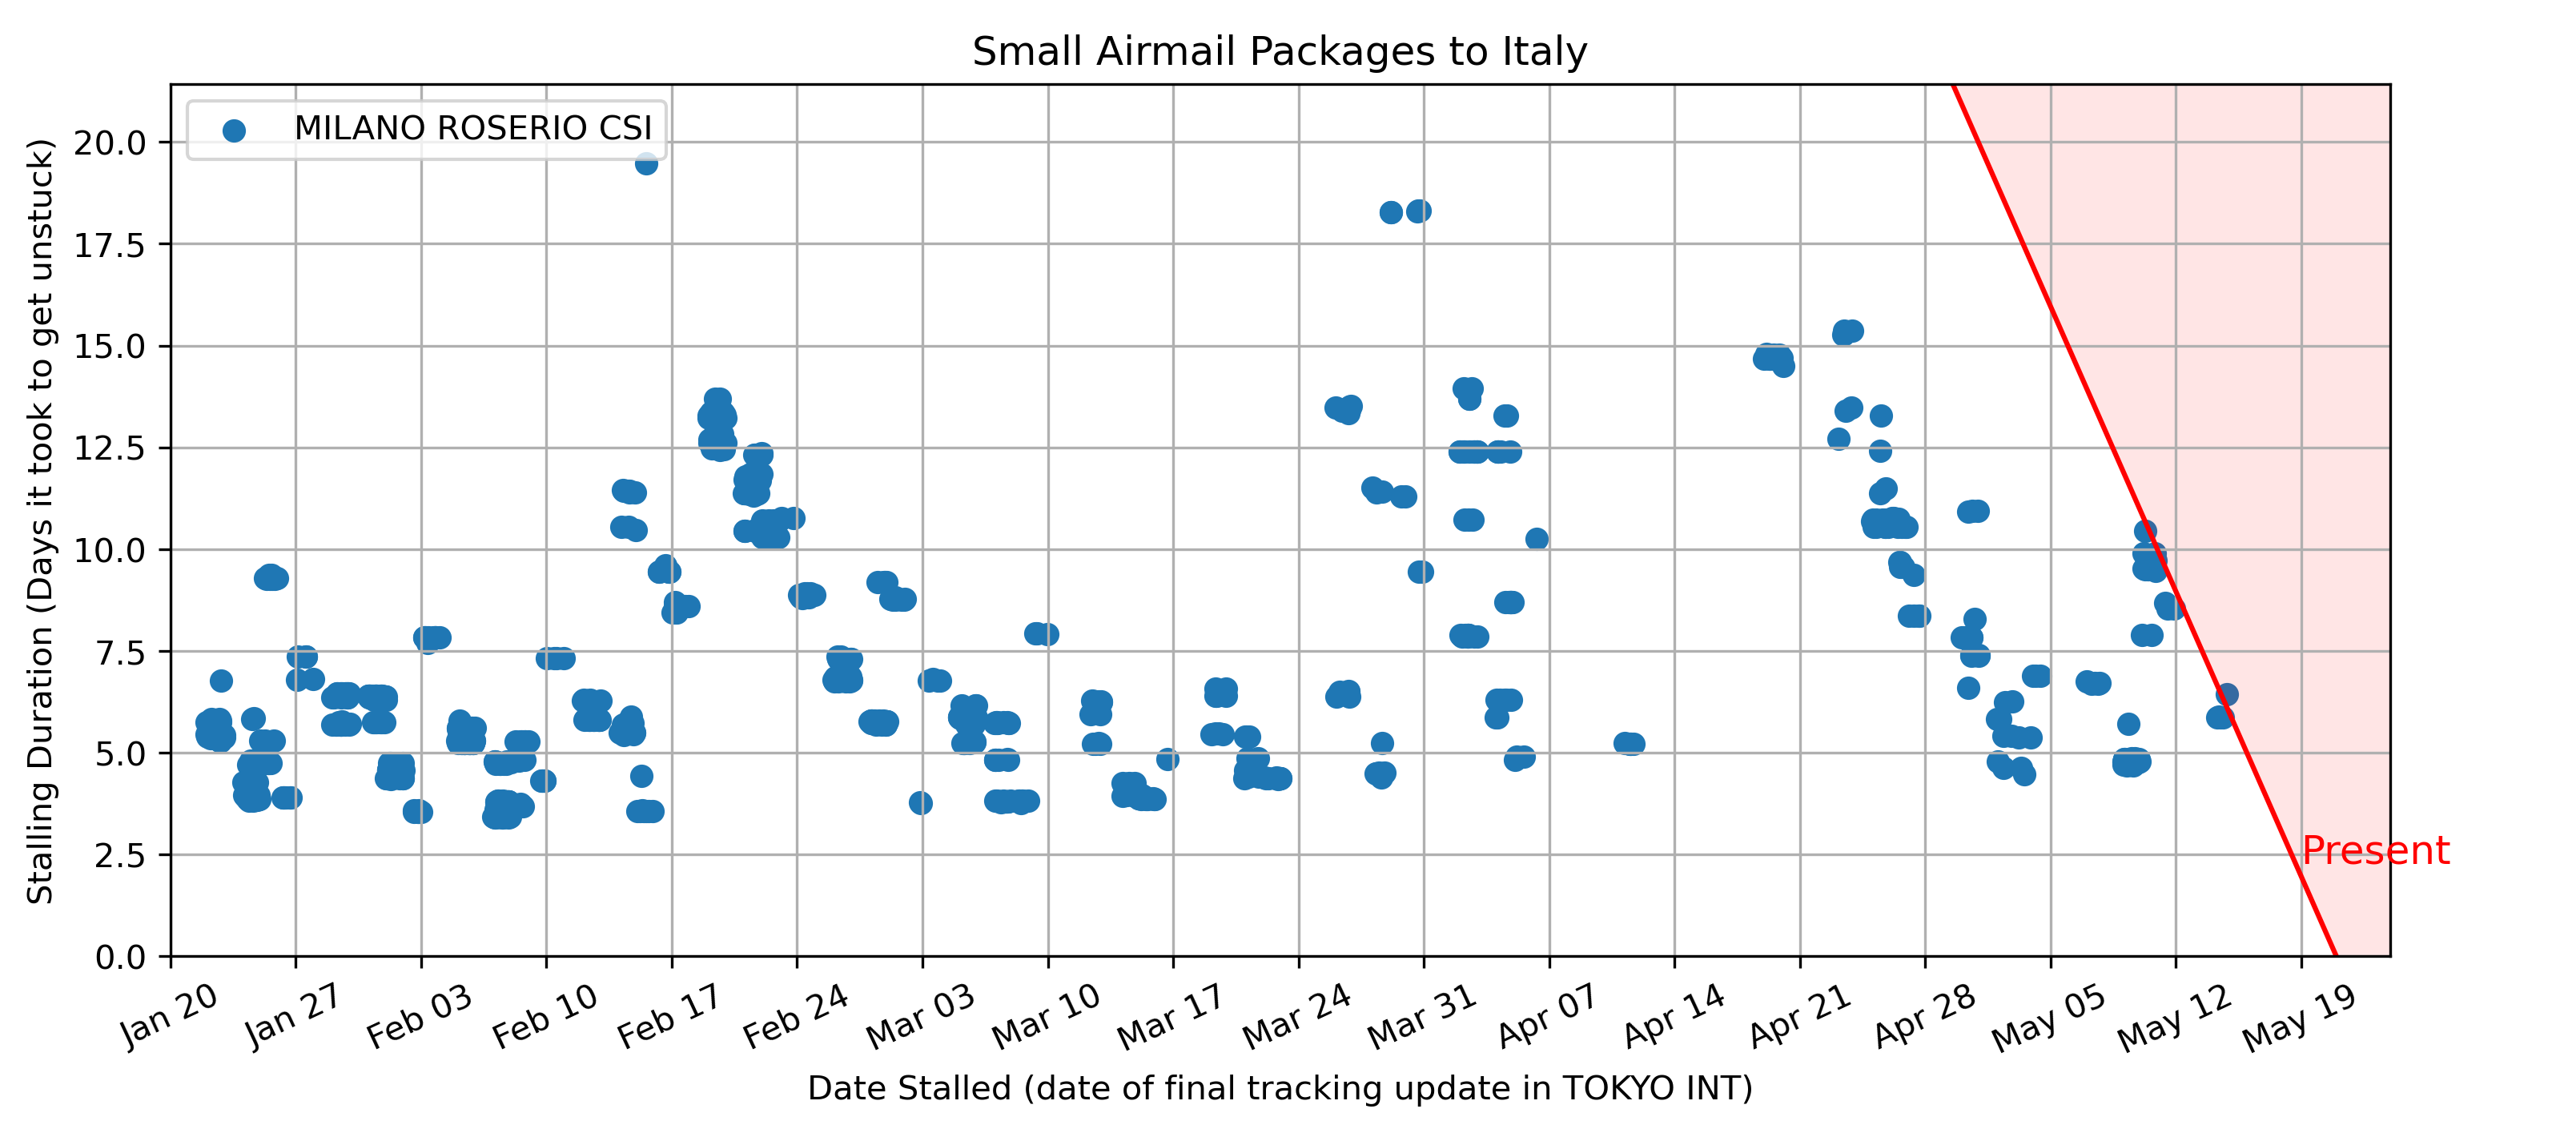 Small Airmail Packages to Italy
MILANO ROSERIO CSI
Stalling Duration (Days it took to get unstuck)
20.0
17.5
15.0
12.5
10.0
7.5
5.0
2.5
0.0
Present
Jan 20
Jan 27
Feb 03
Feb 10
Feb 17
Feb 24
Mar 03
Mar 10
Mar 17
Mar 24
Mar 31
Apr 07
Apr 14
Apr 21
Apr 28
May 05
May 12
May 19
Date Stalled (date of final tracking update in TOKYO INT)